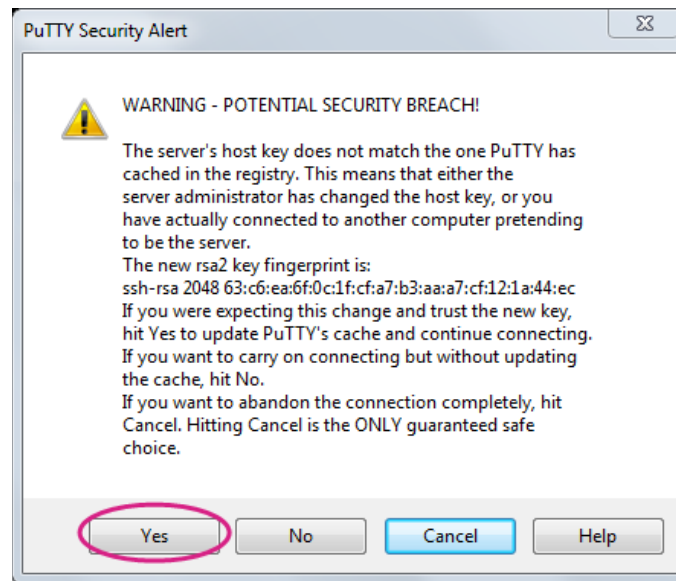 PuTTY Security Alert
WARNING - POTENTIAL SECURITY BREACH!
The server's host key does not match the one PuTTY has
cached in the registry. This means that either the
server administrator has changed the host key, or you
have actually connected to another computer pretending
to be the server.
The new rsa2 key fingerprint is:
ssh-rsa 2048 63:c6:ea:6f:0c:1f:cf:a7:b3:aa:a7:cf:12:1a:44:ec
If you were expecting this change and trust the new key,
hit Yes to update PuTTY's cache and continue connecting.
If you want to carry on connecting but without updating
the cache, hit No.
If you want to abandon the connection completely, hit
Cancel. Hitting Cancel is the ONLY guaranteed safe
choice.
Yes No Cancel Help